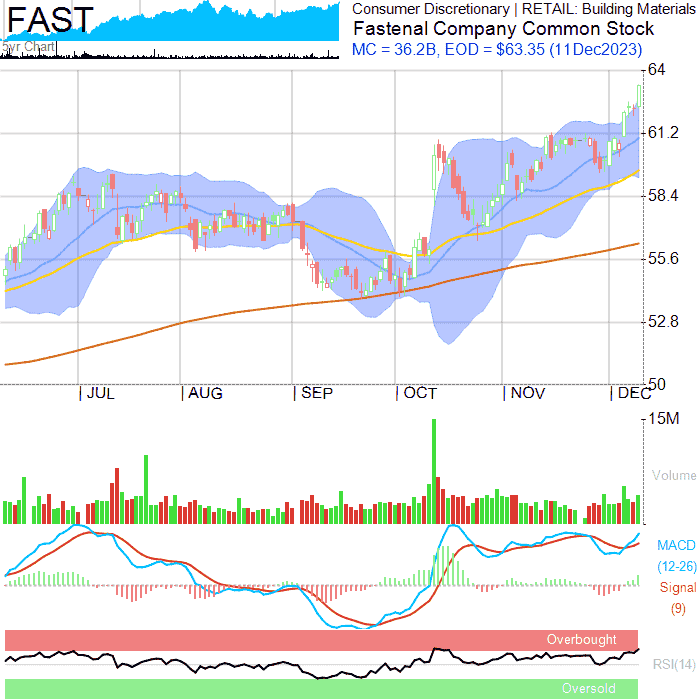 FAST
5yr Chart
Consumer Discretionary | RETAIL: Building Materials
Fastenal Company Common Stock
MC = 36.2B, EOD = $63.35 (11Dec2023)
64
61.2
58.4
55.6
52.8
50
JUL
AUG
SEP
OCT
NOV
DEC
15M
Volume
MACD
(12-26)
Signal
(9)
Overbought
RSI(14)
Oversold